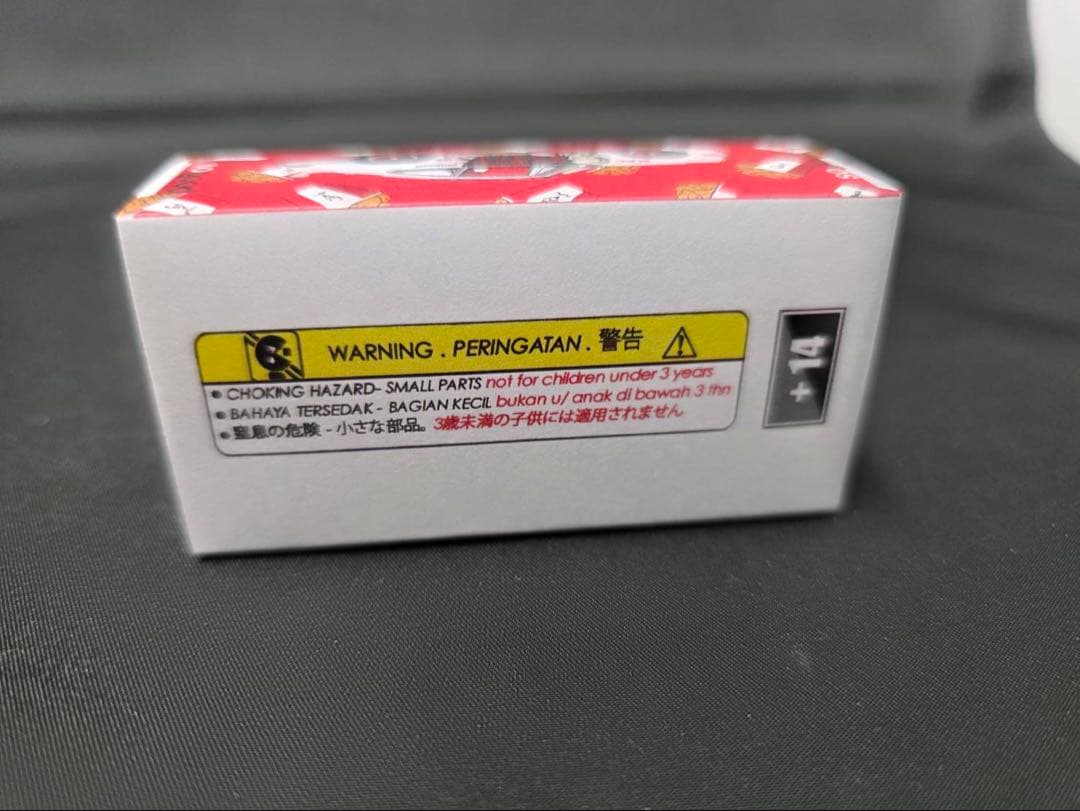 WARNING . PERINGATAN . 警告
• CHOKING HAZARD- SMALL PARTS not for children under 3 years
• BAHAYA TERSEDAK - BAGIAN KECIL bukan u/ anak di bawah 3 thn
• 窒息の危険 - 小さな部品。3歳未満の子供には適用されません
+ 14